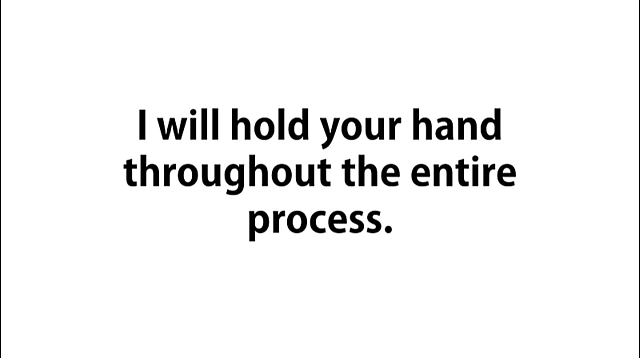 I will hold your hand
throughout the entire
process.